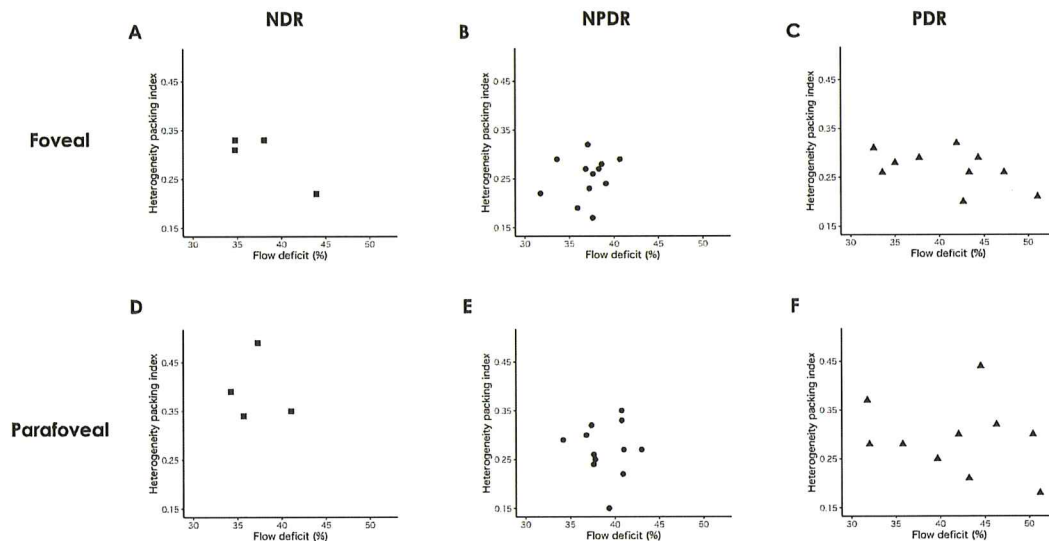 NDR
NPDR
PDR
Foveal
A
Heterogeneity packing index
0.45
0.35
0.25
0.15
30 35 40 45 50
Flow deficit (%)
B
Heterogeneity packing index
0.45
0.35
0.25
0.15
30 35 40 45 50
Flow deficit (%)
C
Heterogeneity packing index
0.45
0.35
0.25
0.15
30 35 40 45 50
Flow deficit (%)
Parafoveal
D
Heterogeneity packing index
0.45
0.35
0.25
0.15
30 35 40 45 50
Flow deficit (%)
E
Heterogeneity packing index
0.45
0.35
0.25
0.15
30 35 40 45 50
Flow deficit (%)
F
Heterogeneity packing index
0.45
0.35
0.25
0.15
30 35 40 45 50
Flow deficit (%)